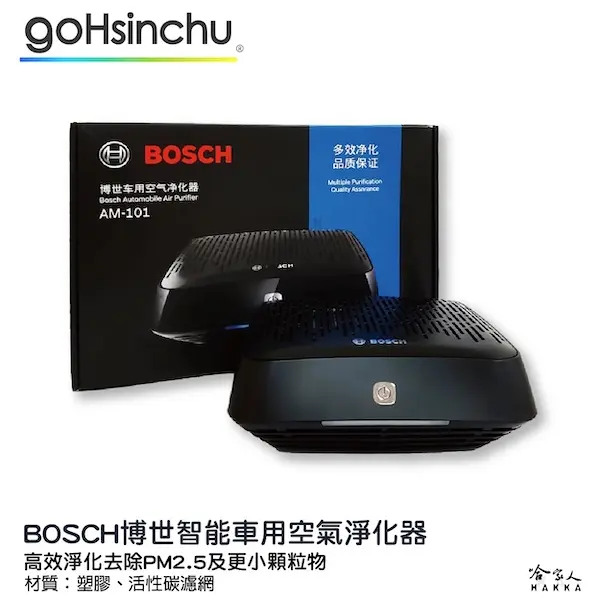 goHsinchu®
BOSCH
博世车用空气净化器
Bosch Automobile Air Purifier
AM-101
多效净化
品质保证
Multiple Purification
Quality Assurance
BOSCH
BOSCH
BOSCH博世智能車用空氣淨化器
高效淨化去除PM2.5及更小顆粒物
材質：塑膠、活性碳濾網
哈家人
HAKKA